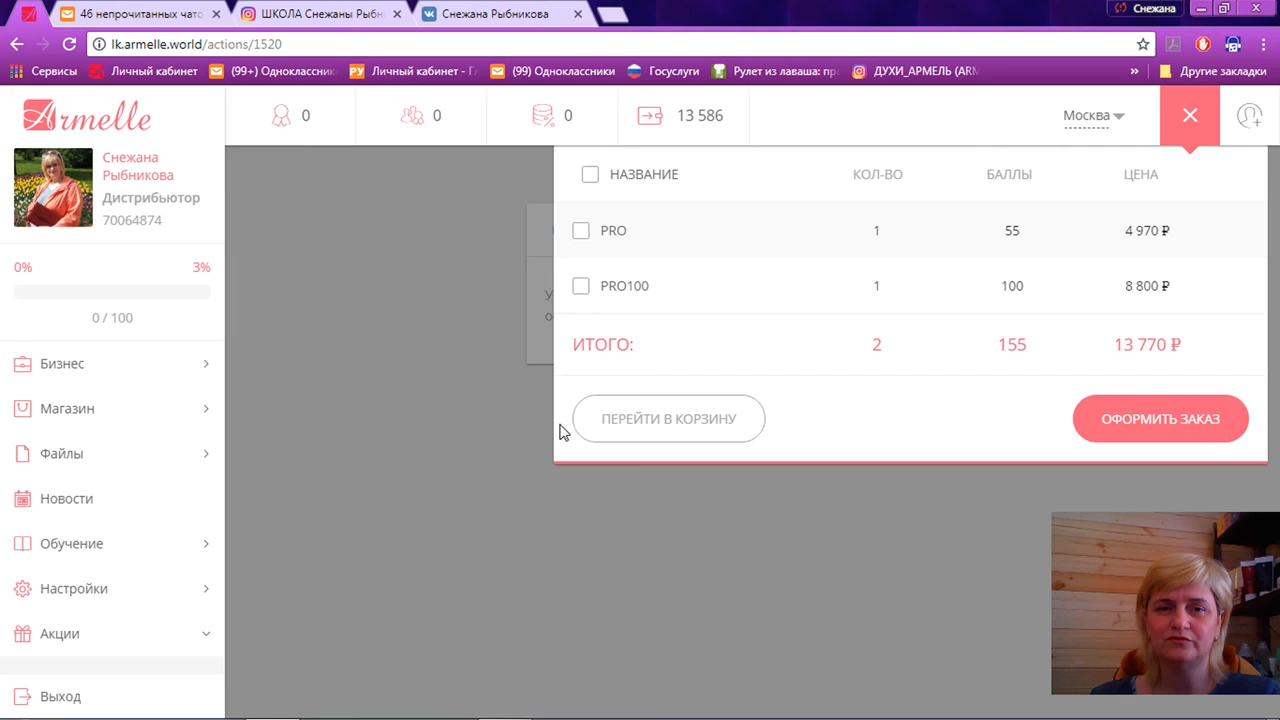 46 непрочитанных чато
ШКОЛА Снежаны Рыбн
Снежана Рыбникова
Снежана
lk.armelle.world/actions/1520
Сервисы
Личный кабинет
(99+) Одноклассник
Личный кабинет - Г
(99) Одноклассники
Госуслуги
Рулет из лаваша: пр
ДУХИ_АРМЕЛЬ (ARM
»
Другие закладки
Armelle
0
0
0
13 586
Москва
Снежана
Рыбникова
Дистрибьютор
70064874
0% 3%
0 / 100
Бизнес
Магазин
Файлы
Новости
Обучение
Настройки
Акции
Выход
НАЗВАНИЕ КОЛ-ВО БАЛЛЫ ЦЕНА
PRO 1 55 4 970 ₽
PRO100 1 100 8 800 ₽
ИТОГО: 2 155 13 770 ₽
ПЕРЕЙТИ В КОРЗИНУ
ОФОРМИТЬ ЗАКАЗ